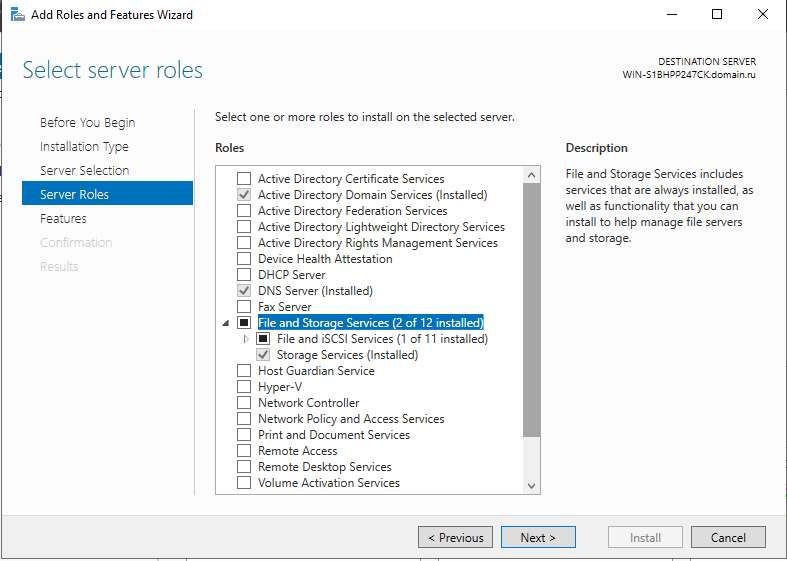 Add Roles and Features Wizard
Select server roles
DESTINATION SERVER
WIN-S1BHPP247CK.domain.ru
Before You Begin
Installation Type
Server Selection
Server Roles
Features
Confirmation
Results
Select one or more roles to install on the selected server.
Roles
Active Directory Certificate Services
Active Directory Domain Services (Installed)
Active Directory Federation Services
Active Directory Lightweight Directory Services
Active Directory Rights Management Services
Device Health Attestation
DHCP Server
DNS Server (Installed)
Fax Server
File and Storage Services (2 of 12 installed)
File and iSCSI Services (1 of 11 installed)
Storage Services (Installed)
Host Guardian Service
Hyper-V
Network Controller
Network Policy and Access Services
Print and Document Services
Remote Access
Remote Desktop Services
Volume Activation Services
Description
File and Storage Services includes
services that are always installed, as
well as functionality that you can
install to help manage file servers
and storage.
< Previous
Next >
Install
Cancel